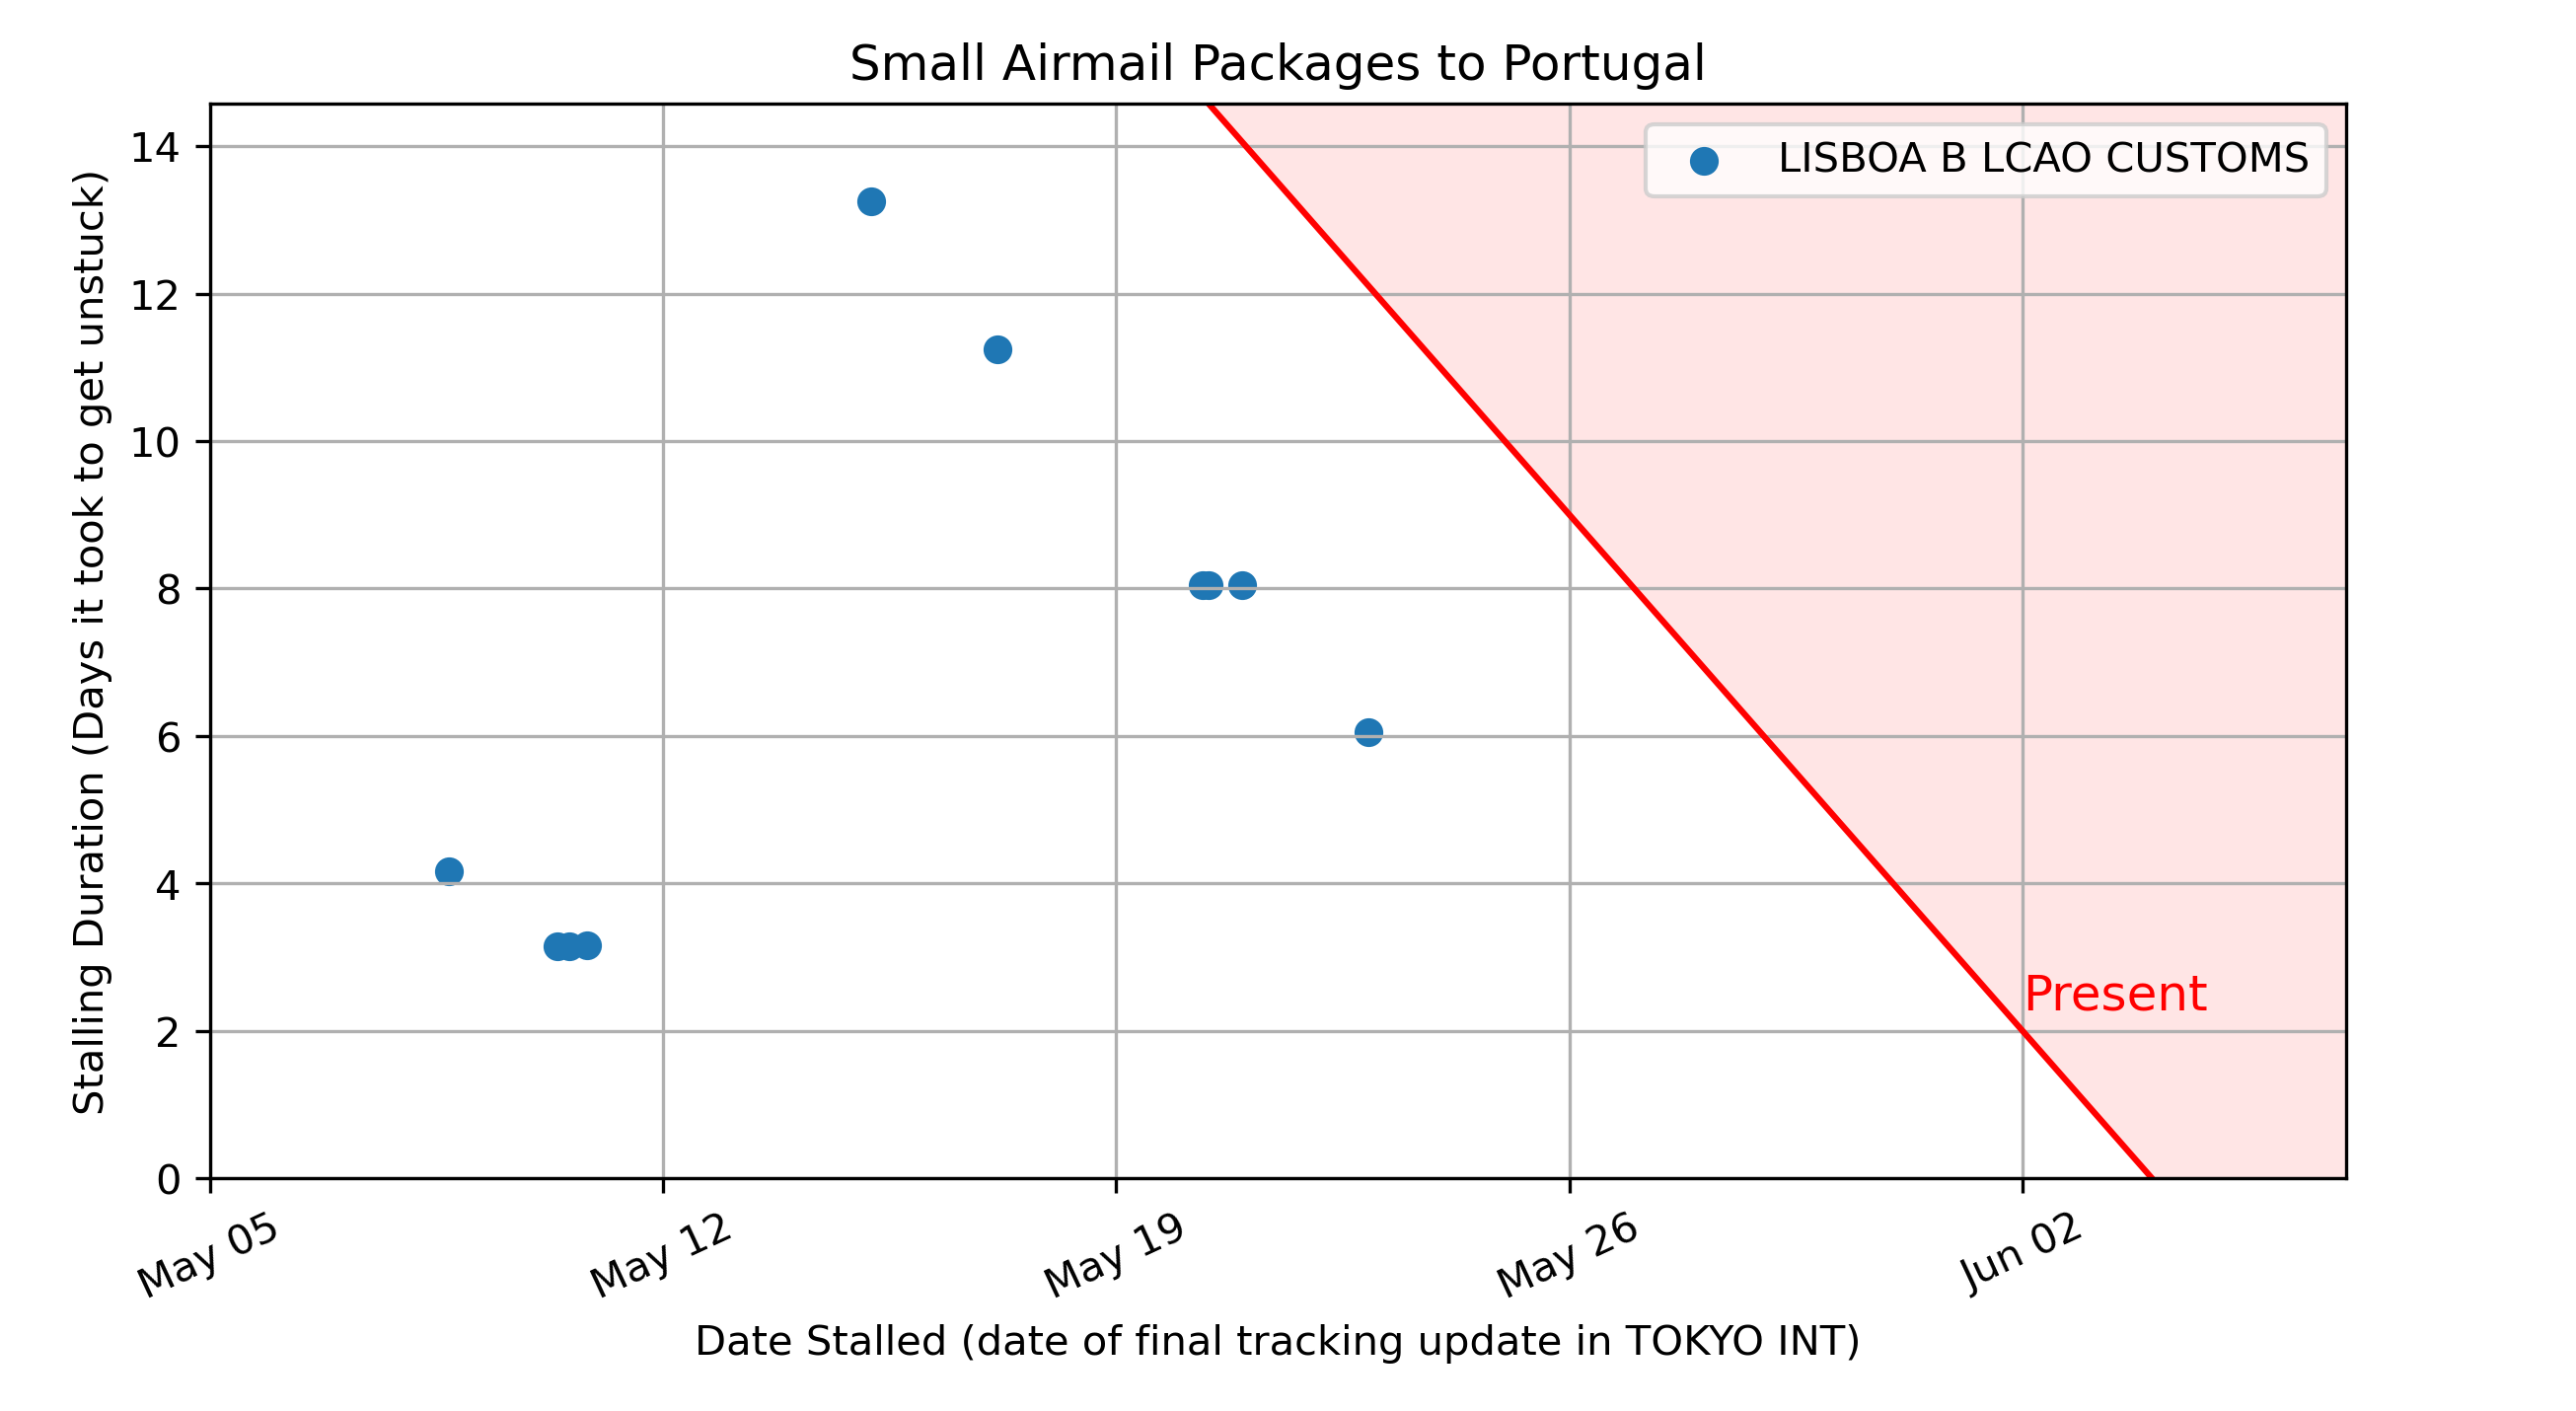 Small Airmail Packages to Portugal
LISBOA B LCAO CUSTOMS
Stalling Duration (Days it took to get unstuck)
14
12
10
8
6
4
2
0
Present
May 05
May 12
May 19
May 26
Jun 02
Date Stalled (date of final tracking update in TOKYO INT)